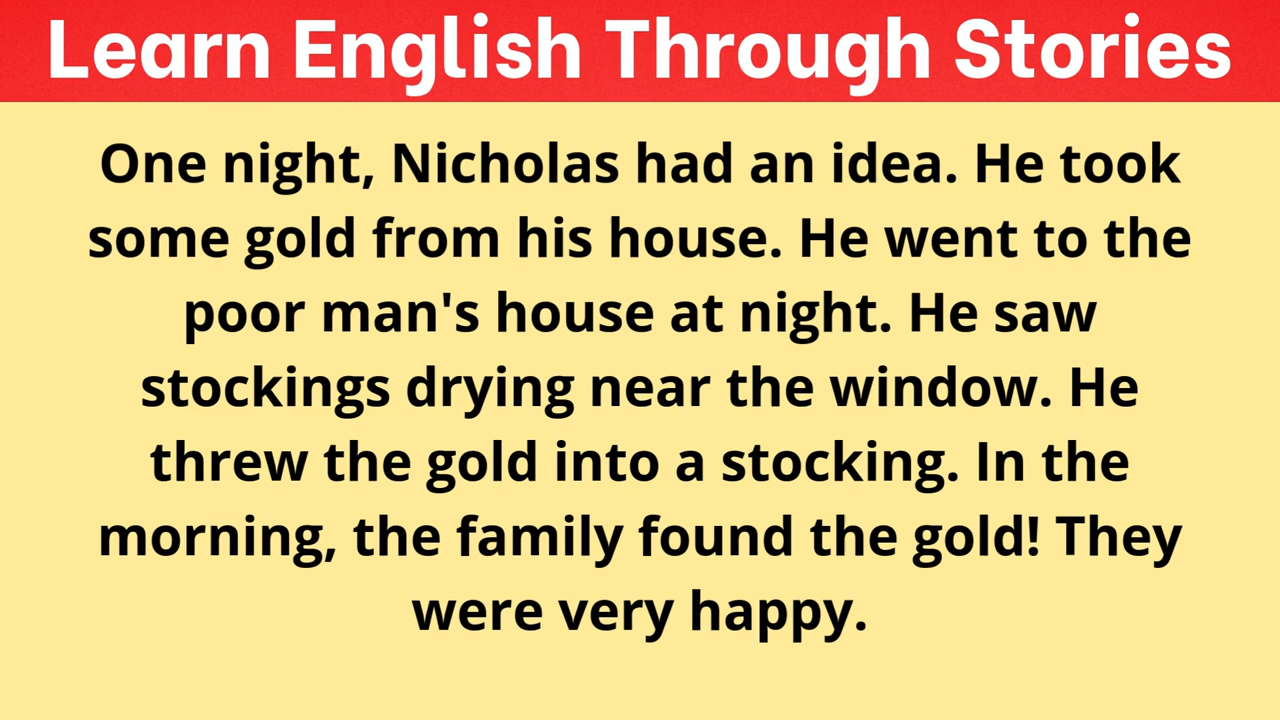 Learn English Through Stories
One night, Nicholas had an idea. He took
some gold from his house. He went to the
poor man's house at night. He saw
stockings drying near the window. He
threw the gold into a stocking. In the
morning, the family found the gold! They
were very happy.